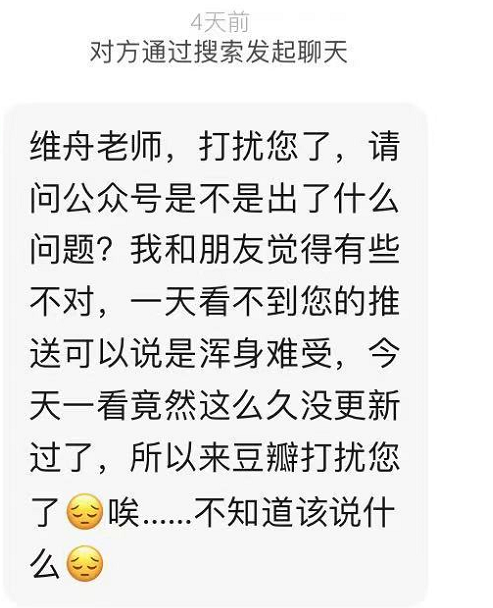 4天前
对方通过搜索发起聊天
维舟老师，打扰您了，请
问公众号是不是出了什么
问题？我和朋友觉得有些
不对，一天看不到您的推
送可以说是浑身难受，今
天一看竟然这么久没更新
过了，所以来豆瓣打扰您
了😔唉......不知道该说什
么😔